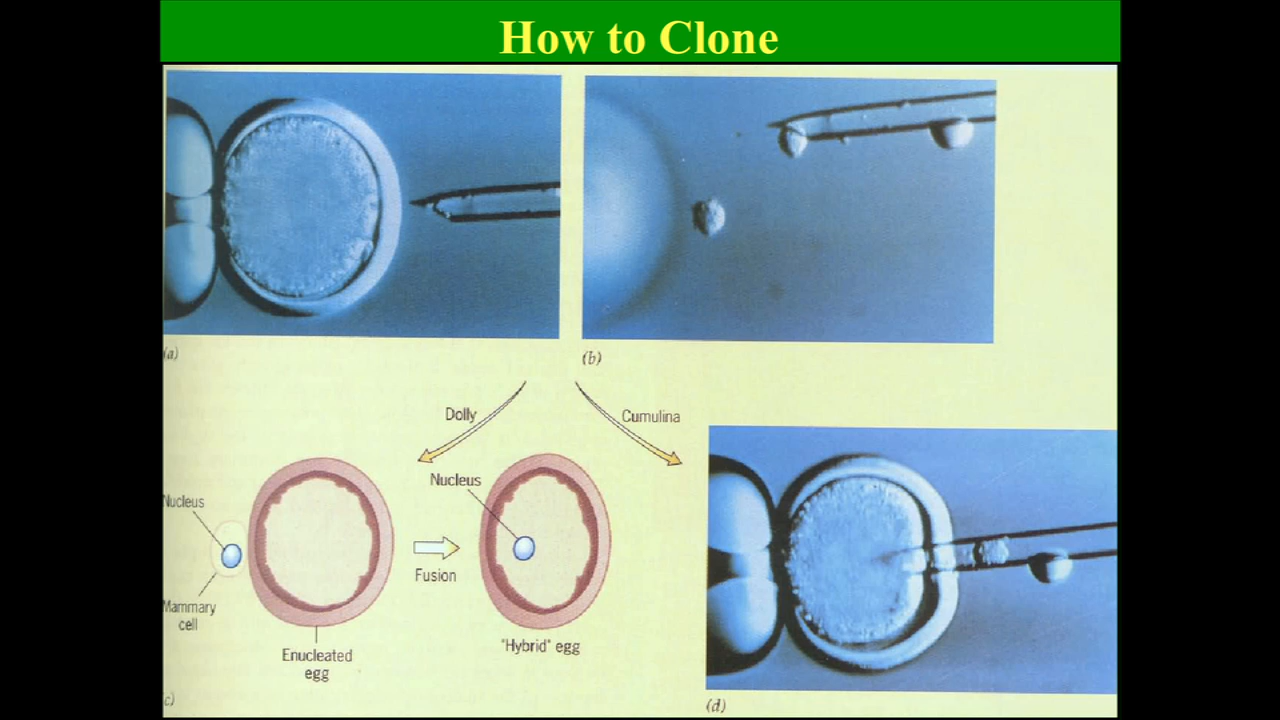 How to Clone
(a)
(b)
Dolly
Cumulina
Nucleus
Nucleus
Mammary
cell
Fusion
Enucleated
egg
"Hybrid" egg
c)
(d)